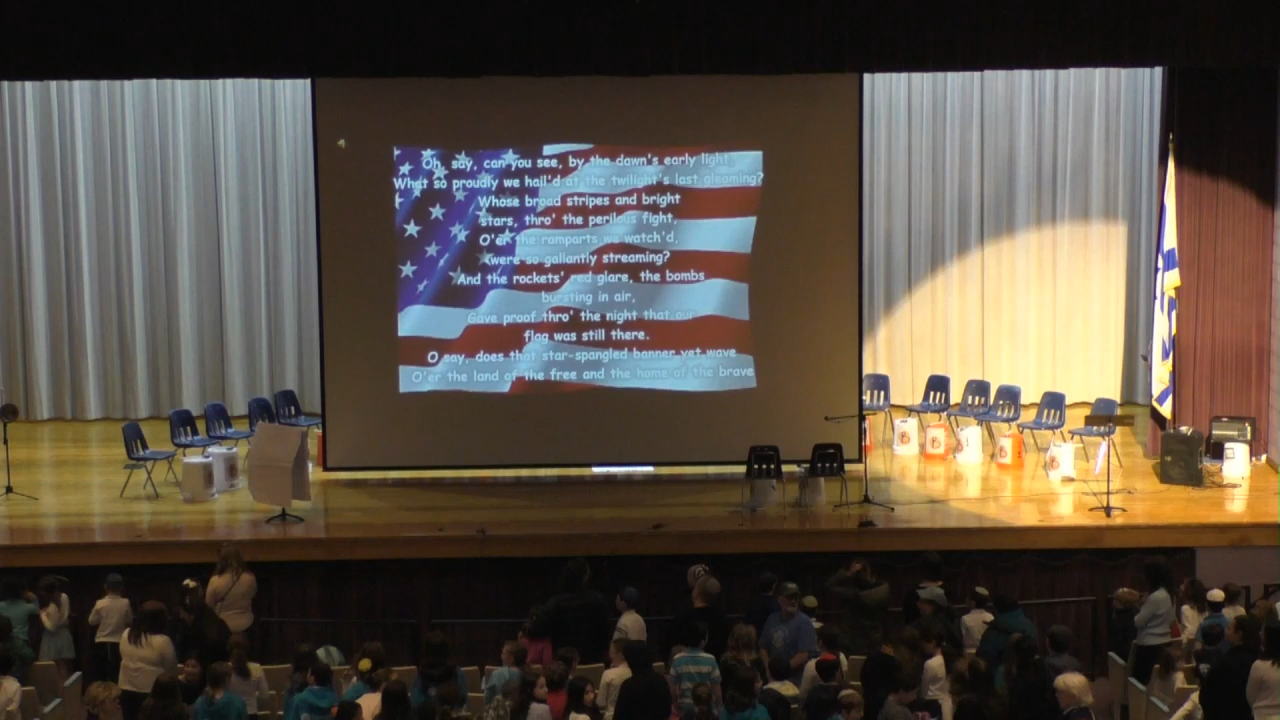 Oh, say, can you see, by the dawn's early light,
What so proudly we hail'd at the twilight's last gleaming?
Whose broad stripes and bright
stars, thro' the perilous fight,
O'er the ramparts we watch'd,
were so gallantly streaming?
And the rockets' red glare, the bombs
bursting in air,
Gave proof thro' the night that our
flag was still there.
O say, does that star-spangled banner yet wave
O'er the land of the free and the home of the brave
B
B
B
B